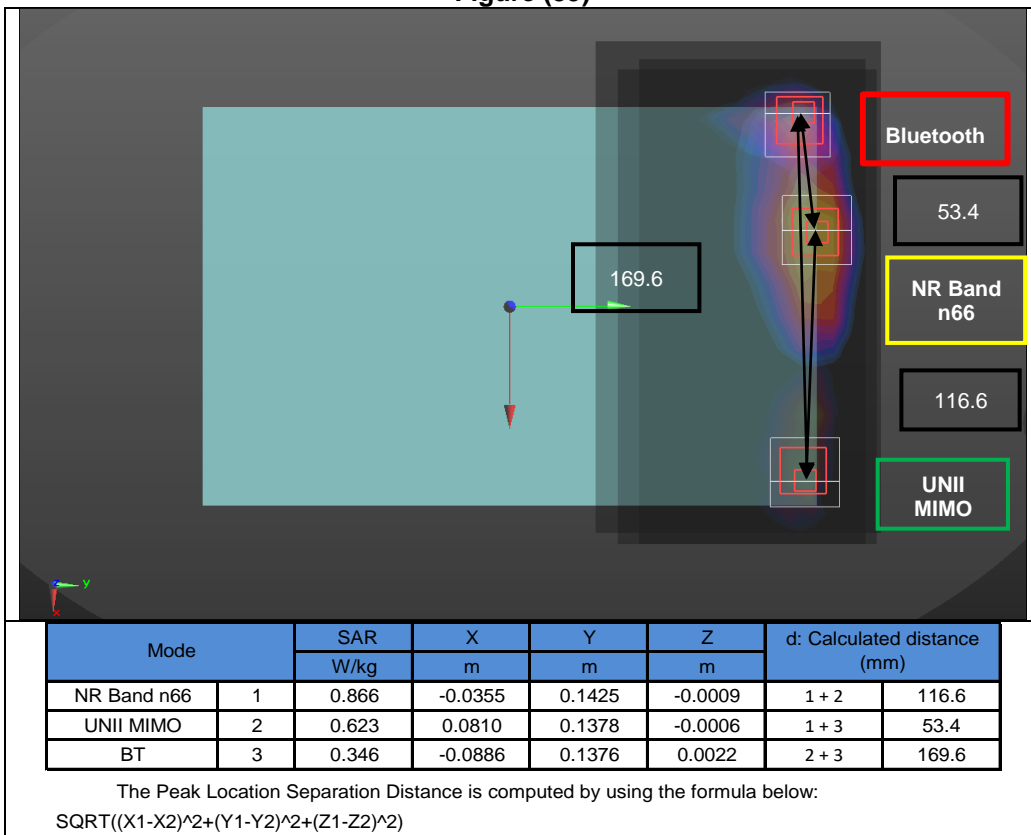 Bluetooth
53.4
169.6
NR Band
n66
116.6
UNII
MIMO
Y
X
Mode SAR X Y Z d: Calculated distance (mm)
W/kg m m m
NR Band n66 1 0.866 -0.0355 0.1425 -0.0009 1 + 2 116.6
UNII MIMO 2 0.623 0.0810 0.1378 -0.0006 1 + 3 53.4
BT 3 0.346 -0.0886 0.1376 0.0022 2 + 3 169.6
The Peak Location Separation Distance is computed by using the formula below:
SQRT((X1-X2)^2+(Y1-Y2)^2+(Z1-Z2)^2)